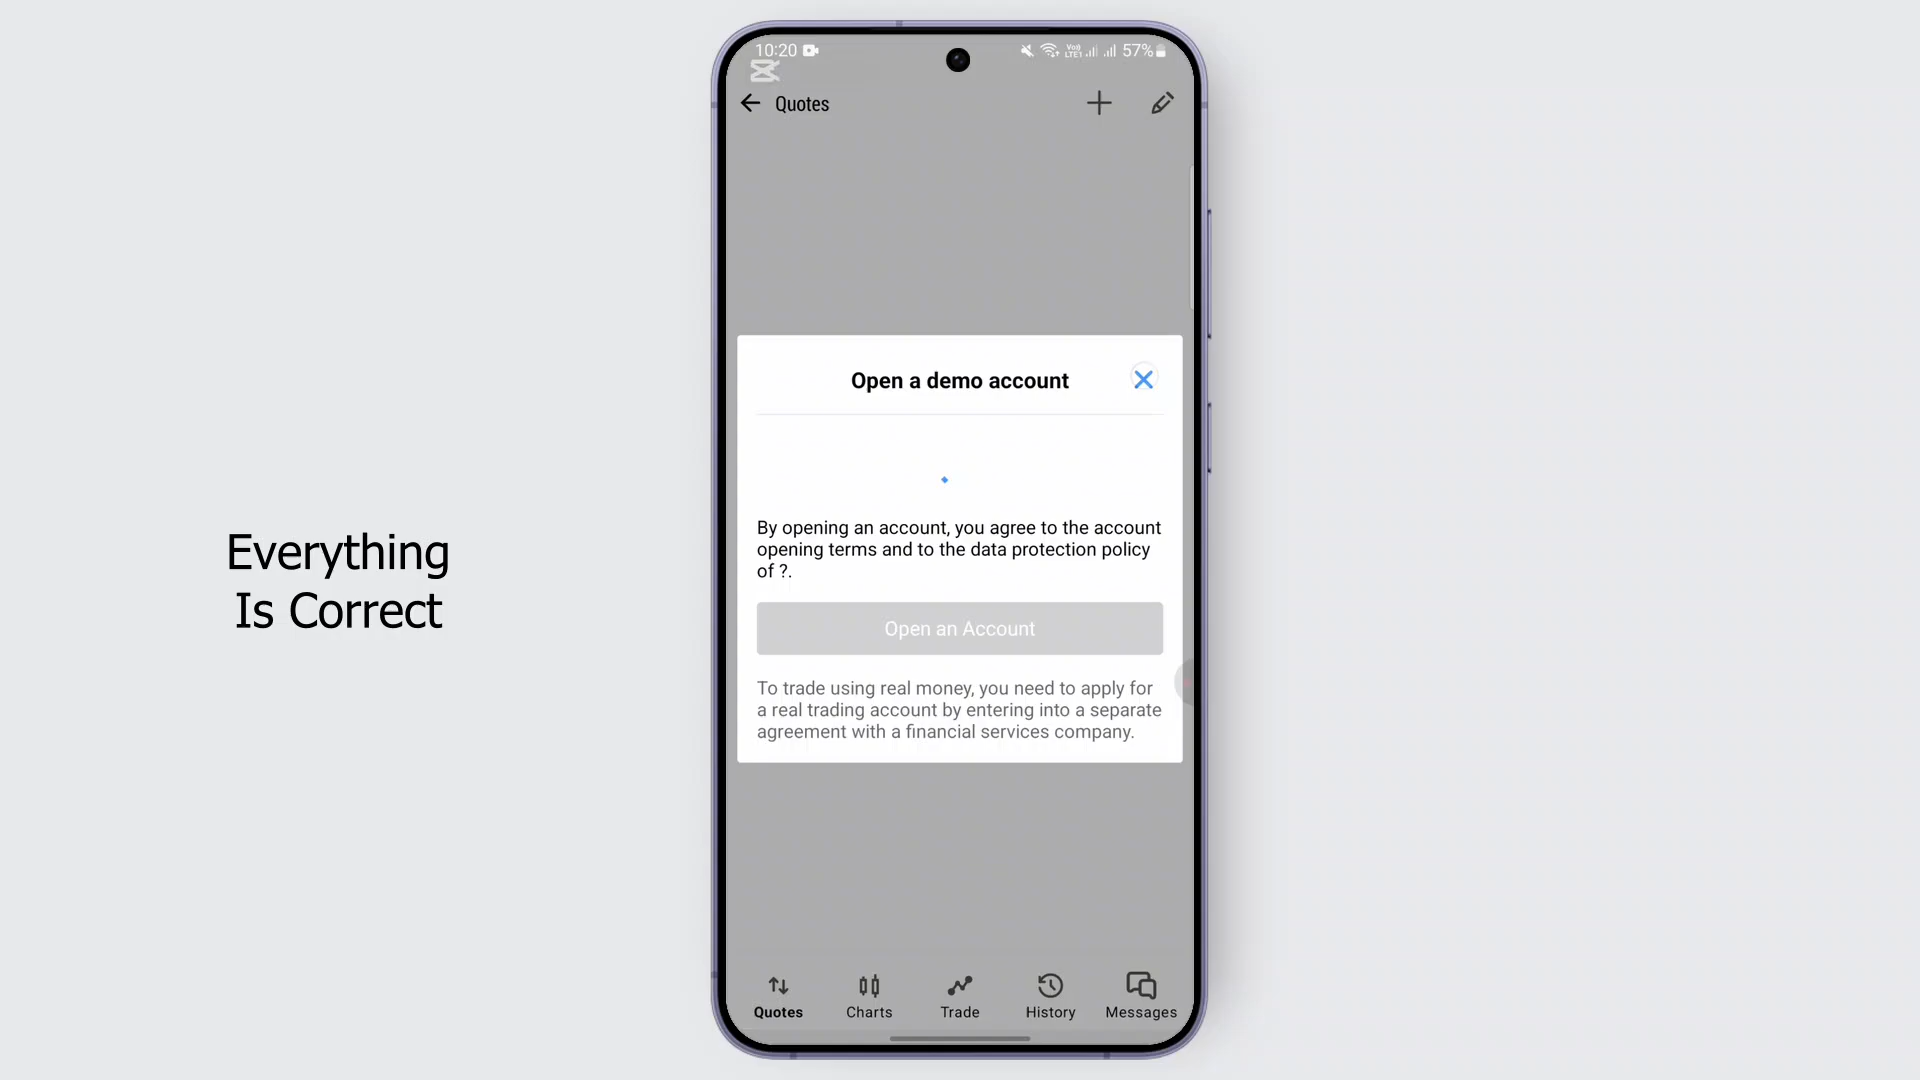 10:20
Vo))
LTE1
57%
Quotes
Open a demo account
By opening an account, you agree to the account
opening terms and to the data protection policy
of ?.
Open an Account
To trade using real money, you need to apply for
a real trading account by entering into a separate
agreement with a financial services company.
Everything
Is Correct
Quotes
Charts
Trade
History
Messages